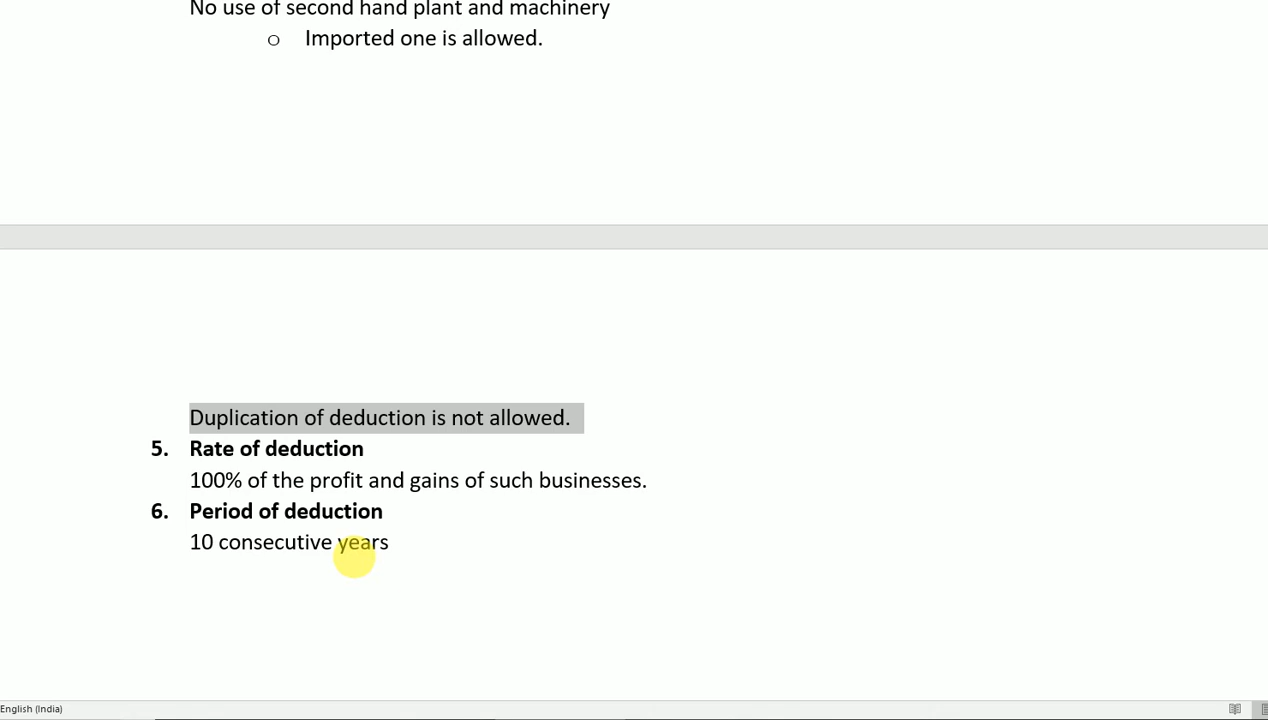 No use of second hand plant and machinery
o Imported one is allowed.
Duplication of deduction is not allowed.
5. Rate of deduction
100% of the profit and gains of such businesses.
6. Period of deduction
10 consecutive years
English (India)